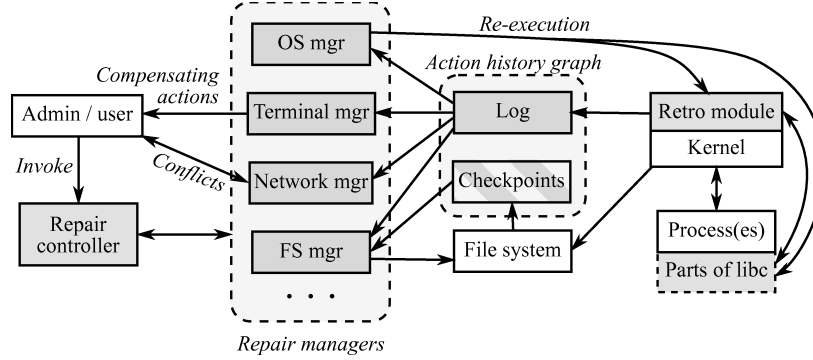 Re-execution
OS mgr
Action history graph
Compensating
actions
Admin / user
Terminal mgr
Log
Retro module
Kernel
Invoke
Conflicts
Network mgr
Checkpoints
Repair
controller
FS mgr
File system
Process(es)
Parts of libc
. . .
Repair managers